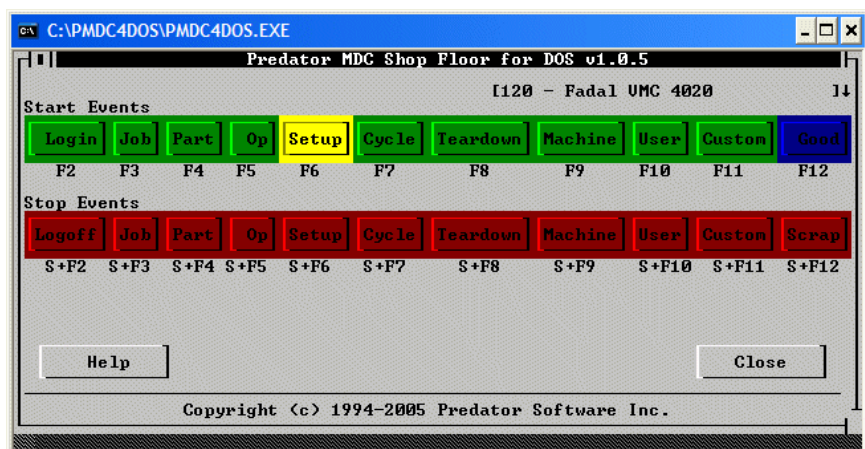 C:\PMDC4DOS\PMDC4DOS.EXE
Predator MDC Shop Floor for DOS v1.0.5
[120 - Fadal VMC 4020 ]↓
Start Events
Login Job Part Op Setup Cycle Teardown Machine User Custom Good
F2 F3 F4 F5 F6 F7 F8 F9 F10 F11 F12
Stop Events
Logoff Job Part Op Setup Cycle Teardown Machine User Custom Scrap
S+F2 S+F3 S+F4 S+F5 S+F6 S+F7 S+F8 S+F9 S+F10 S+F11 S+F12
Help Close
Copyright (c) 1994-2005 Predator Software Inc.